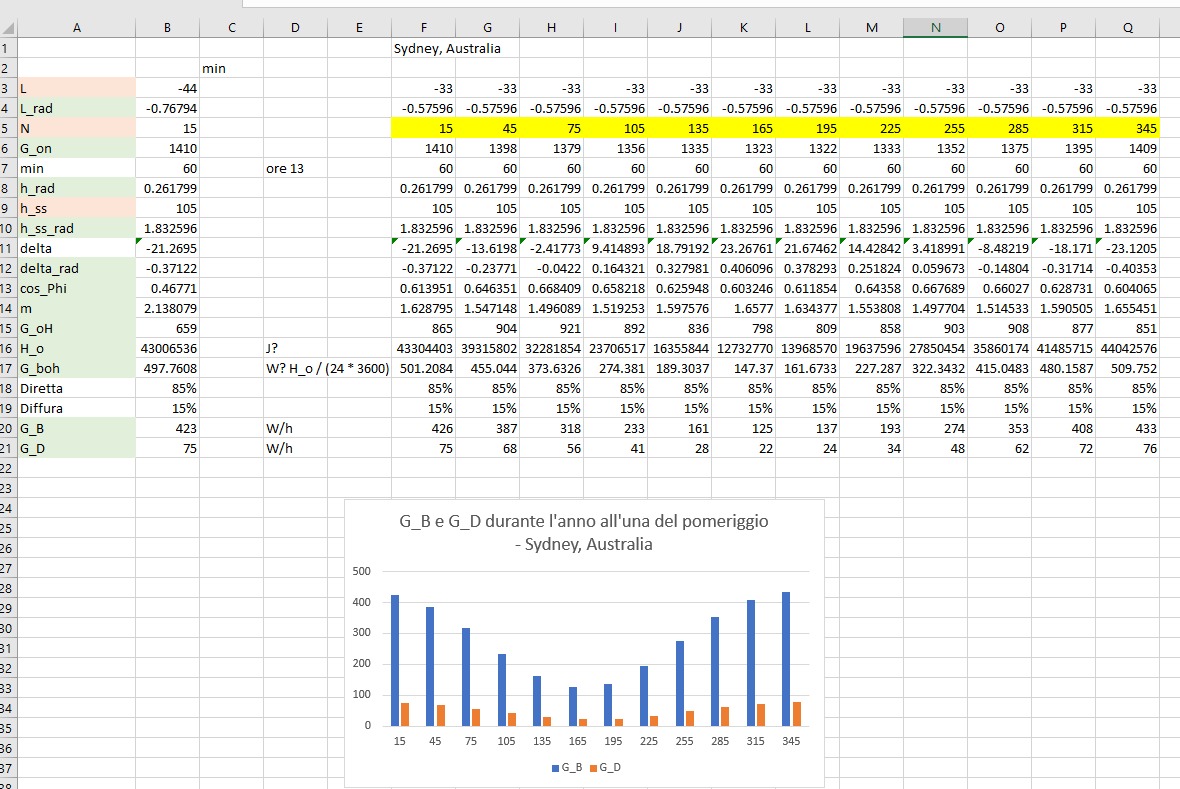 A B C D E F G H I J K L M N O P Q
1 Sydney, Australia
2 min
3 L -44 -33 -33 -33 -33 -33 -33 -33 -33 -33 -33 -33 -33
4 L_rad -0.76794 -0.57596 -0.57596 -0.57596 -0.57596 -0.57596 -0.57596 -0.57596 -0.57596 -0.57596 -0.57596 -0.57596 -0.57596
5 N 15 15 45 75 105 135 165 195 225 255 285 315 345
6 G_on 1410 1410 1398 1379 1356 1335 1323 1322 1333 1352 1375 1395 1409
7 min 60 ore 13 60 60 60 60 60 60 60 60 60 60 60 60
8 h_rad 0.261799 0.261799 0.261799 0.261799 0.261799 0.261799 0.261799 0.261799 0.261799 0.261799 0.261799 0.261799 0.261799
9 h_ss 105 105 105 105 105 105 105 105 105 105 105 105 105
10 h_ss_rad 1.832596 1.832596 1.832596 1.832596 1.832596 1.832596 1.832596 1.832596 1.832596 1.832596 1.832596 1.832596 1.832596
11 delta -21.2695 -21.2695 -13.6198 -2.41773 9.414893 18.79192 23.26761 21.67462 14.42842 3.418991 -8.48219 -18.171 -23.1205
12 delta_rad -0.37122 -0.37122 -0.23771 -0.0422 0.164321 0.327981 0.406096 0.378293 0.251824 0.059673 -0.14804 -0.31714 -0.40353
13 cos_Phi 0.46771 0.613951 0.646351 0.668409 0.658218 0.625948 0.603246 0.611854 0.64358 0.667689 0.66027 0.628731 0.604065
14 m 2.138079 1.628795 1.547148 1.496089 1.519253 1.597576 1.6577 1.634377 1.553808 1.497704 1.514533 1.590505 1.655451
15 G_oH 659 865 904 921 892 836 798 809 858 903 908 877 851
16 H_o 43006536 J? 43304403 39315802 32281854 23706517 16355844 12732770 13968570 19637596 27850454 35860174 41485715 44042576
17 G_boh 497.7608 W? H_o / (24 * 3600) 501.2084 455.044 373.6326 274.381 189.3037 147.37 161.6733 227.287 322.3432 415.0483 480.1587 509.752
18 Diretta 85% 85% 85% 85% 85% 85% 85% 85% 85% 85% 85% 85% 85%
19 Diffura 15% 15% 15% 15% 15% 15% 15% 15% 15% 15% 15% 15% 15%
20 G_B 423 W/h 426 387 318 233 161 125 137 193 274 353 408 433
21 G_D 75 W/h 75 68 56 41 28 22 24 34 48 62 72 76
22
23
24
25
26
27
28
29
30
31
32
33
34
35
36
37
G_B e G_D durante l'anno all'una del pomeriggio
- Sydney, Australia
500
400
300
200
100
0
15 45 75 105 135 165 195 225 255 285 315 345
G_B G_D